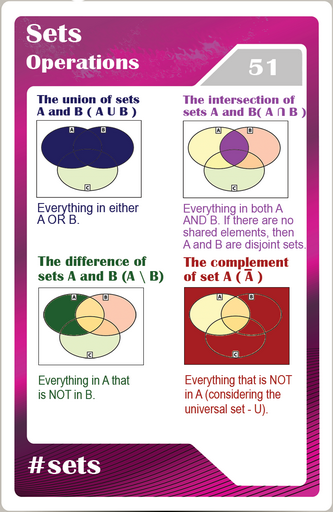 Sets
Operations
51
The union of sets
A and B ( A U B )
A
B
C
Everything in either
A OR B.
The intersection of
sets A and B( A ∩ B )
A
B
C
Everything in both A
AND B. If there are no
shared elements, then
A and B are disjoint sets.
The difference of
sets A and B (A \ B)
A
B
C
Everything in A that
is NOT in B.
The complement
of set A ( A̅ )
A
B
C
Everything that is NOT
in A (considering the
universal set - U).
#sets